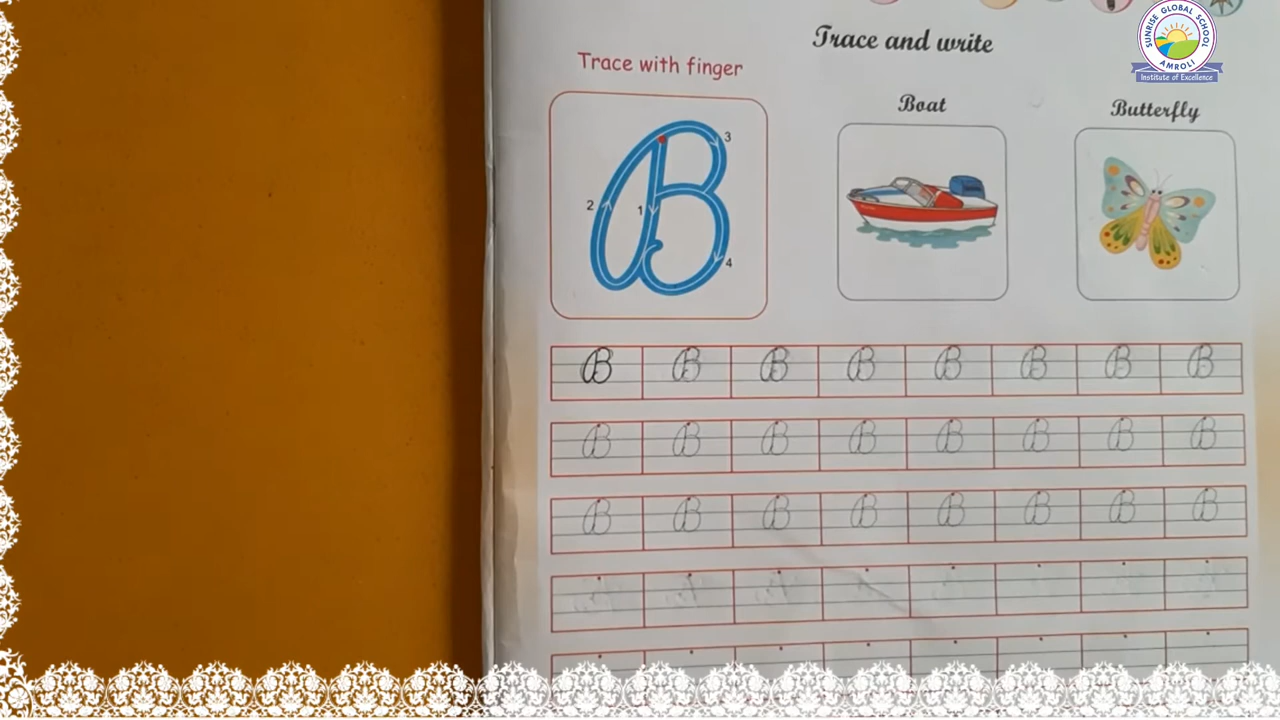 Trace and write
SUNRISE GLOBAL SCHOOL
AMROLI
Institute of Excellence
Trace with finger
Boat
Butterfly
B
1
2
3
4
B B B B B B B B
B B B B B B B B
B B B B B B B B